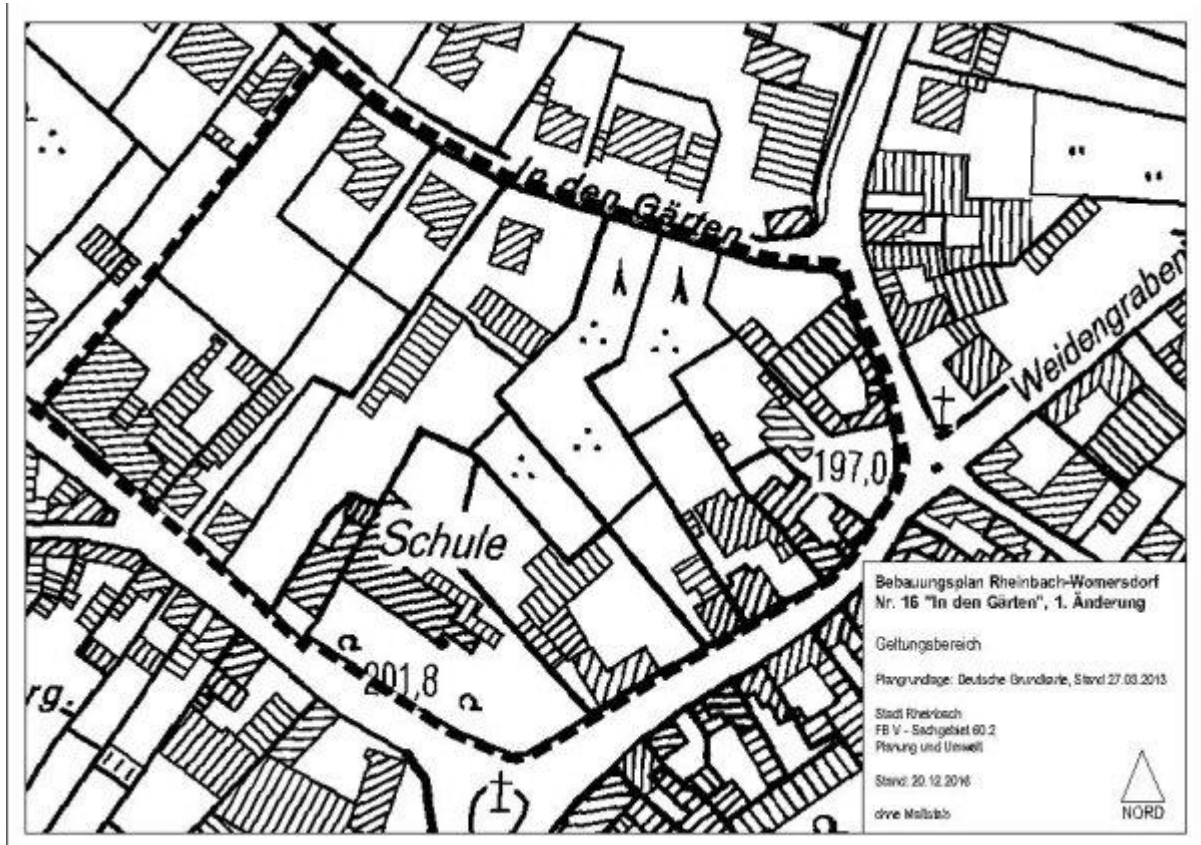 In den Gärten
Weidengraben
197,0
Schule
201,8
rg.
Bebauungsplan Rheinbach-Wormersdorf
Nr. 16 "In den Gärten", 1. Änderung
Geltungsbereich
Plangrundlage: Deutsche Grundkarte, Stand 27.03.2013
Stadt Rheinbach
FB V - Sachgebiet 60.2
Planung und Umwelt
Stand: 20.12.2016
ohne Maßstab
NORD